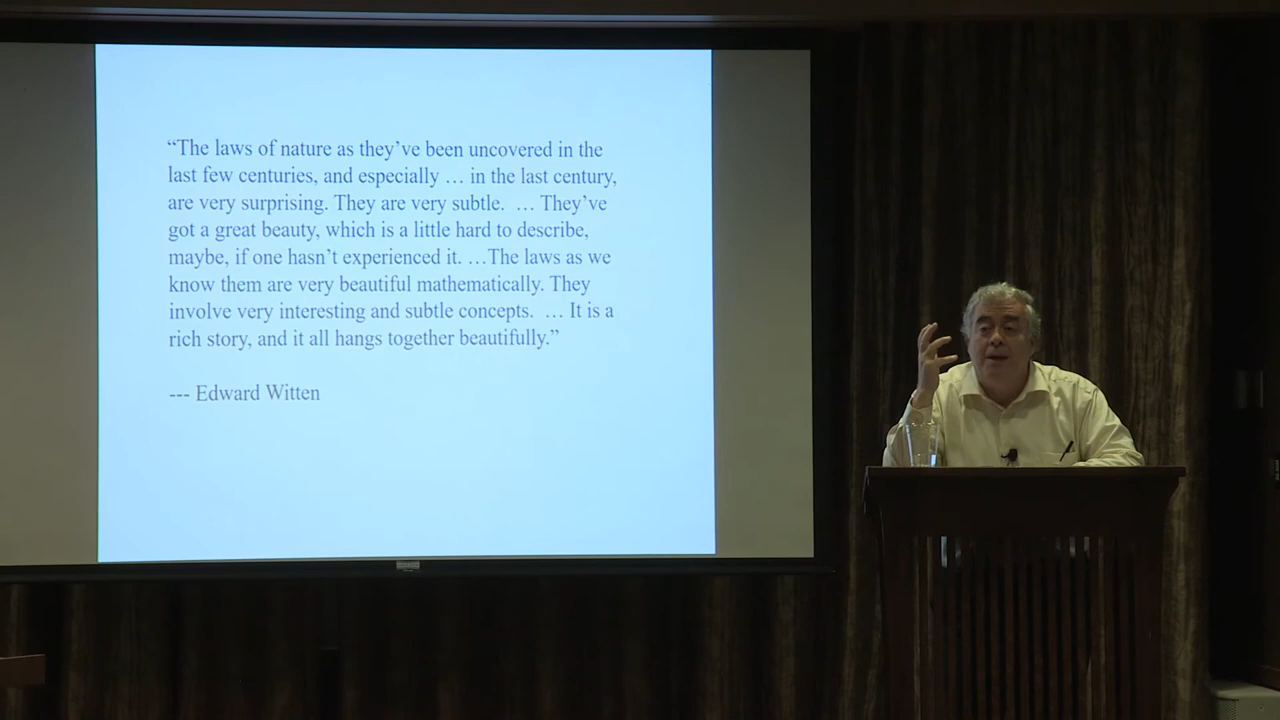 “The laws of nature as they’ve been uncovered in the
last few centuries, and especially … in the last century,
are very surprising. They are very subtle.  … They’ve
got a great beauty, which is a little hard to describe,
maybe, if one hasn’t experienced it. …The laws as we
know them are very beautiful mathematically. They
involve very interesting and subtle concepts.  … It is a
rich story, and it all hangs together beautifully.”
--- Edward Witten